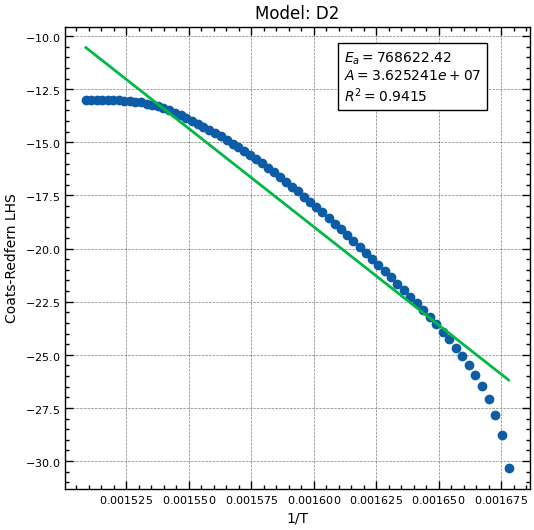 Model: D2
−10.0
−12.5
−15.0
−17.5
−20.0
−22.5
−25.0
−27.5
−30.0
Coats-Redfern LHS
Eₐ = 768622.42
A = 3.625241e + 07
R² = 0.9415
0.001525 0.001550 0.001575 0.001600 0.001625 0.001650 0.001675
1/T